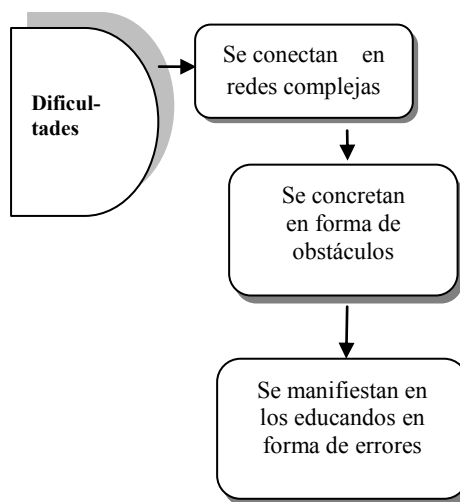 Dificul-
tades
Se conectan en
redes complejas
Se concretan
en forma de
obstáculos
Se manifiestan en
los educandos en
forma de errores